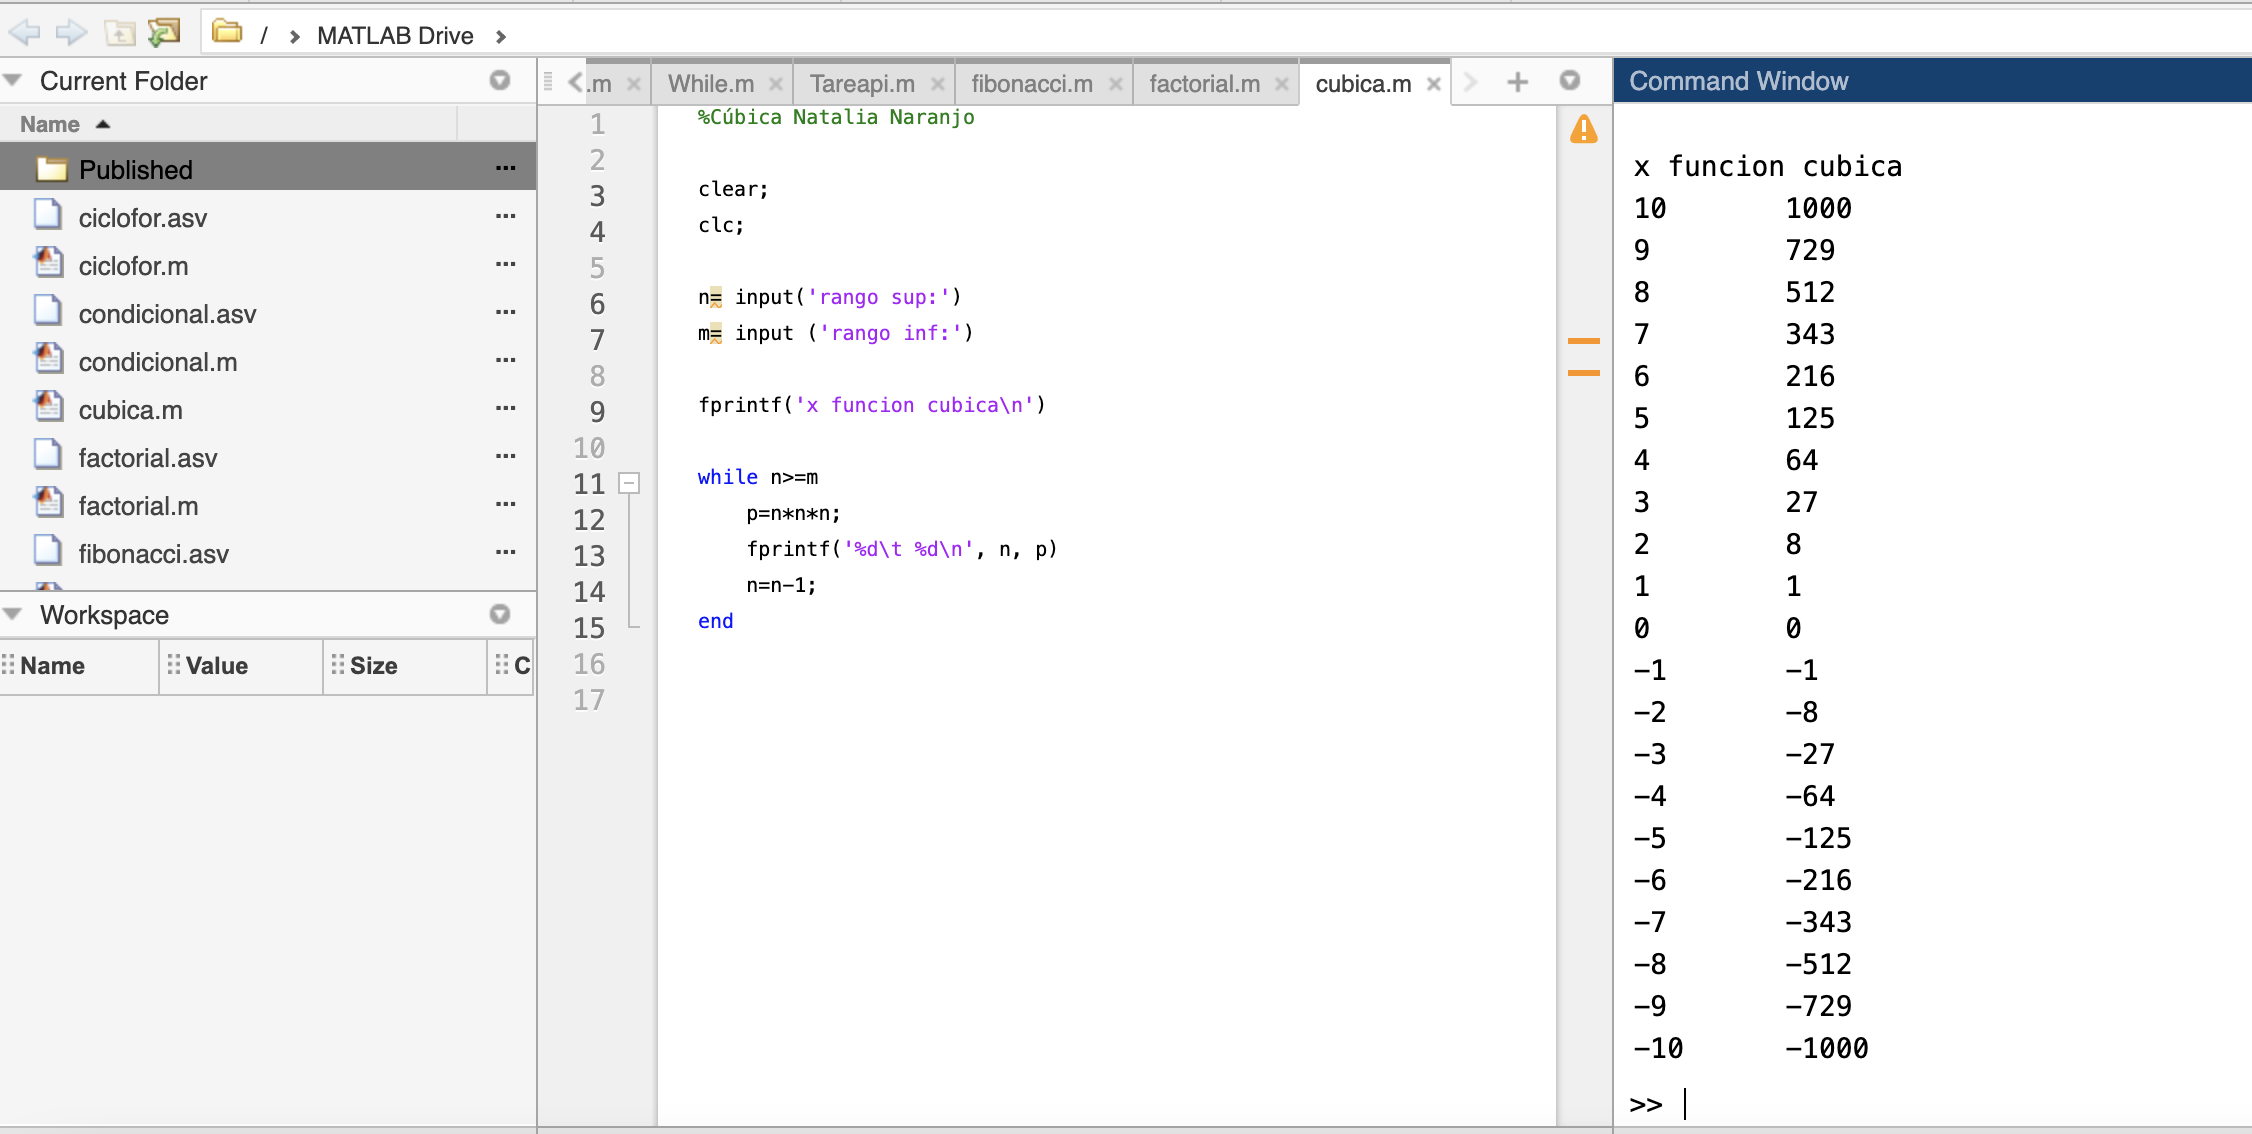 / > MATLAB Drive >
Current Folder
Name
Published ...
ciclofor.asv ...
ciclofor.m ...
condicional.asv ...
condicional.m ...
cubica.m ...
factorial.asv ...
factorial.m ...
fibonacci.asv ...
Workspace
Name Value Size C
.m × While.m × Tareapi.m × fibonacci.m × factorial.m × cubica.m × > +
1 %Cúbica Natalia Naranjo
2
3 clear;
4 clc;
5
6 n= input('rango sup:')
7 m= input ('rango inf:')
8
9 fprintf('x funcion cubica\n')
10
11 while n>=m
12 p=n*n*n;
13 fprintf('%d\t %d\n', n, p)
14 n=n-1;
15 end
16
17
Command Window
x funcion cubica
10 1000
9 729
8 512
7 343
6 216
5 125
4 64
3 27
2 8
1 1
0 0
-1 -1
-2 -8
-3 -27
-4 -64
-5 -125
-6 -216
-7 -343
-8 -512
-9 -729
-10 -1000
>>